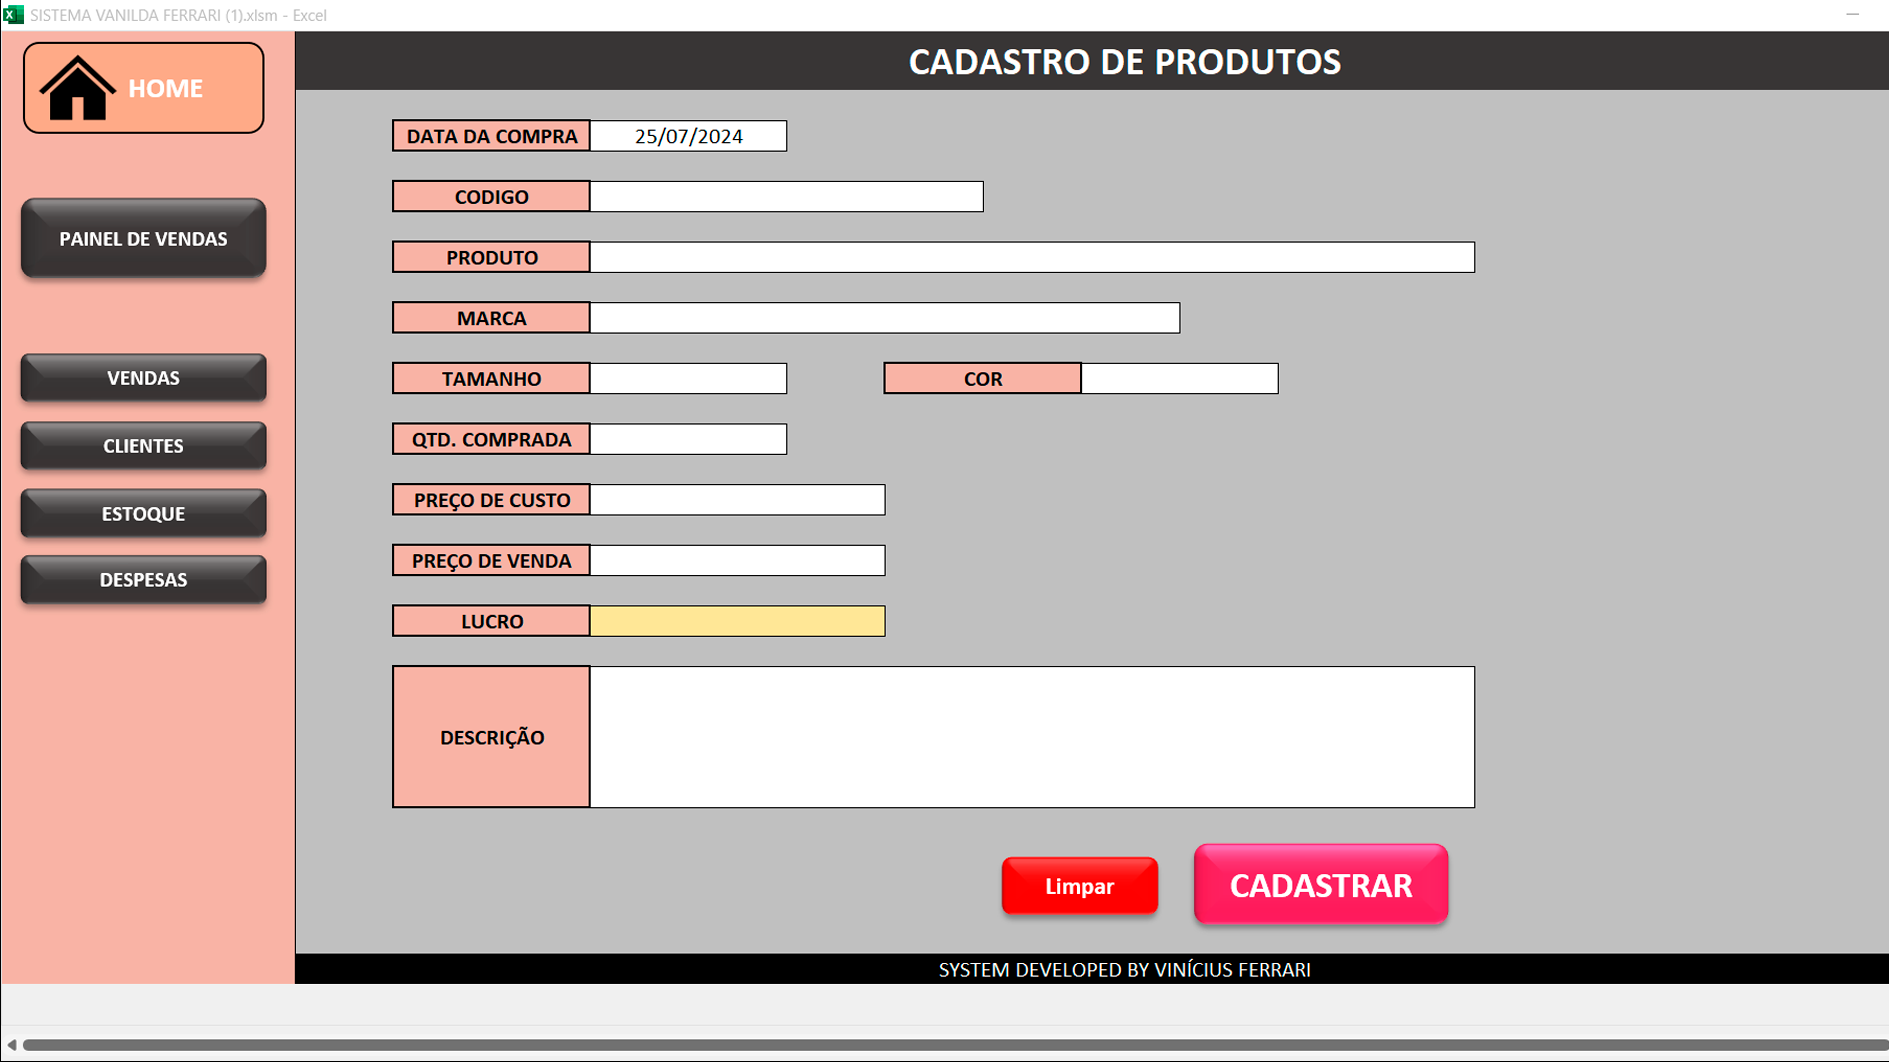 SISTEMA VANILDA FERRARI (1).xlsm - Excel
HOME
CADASTRO DE PRODUTOS
PAINEL DE VENDAS
VENDAS
CLIENTES
ESTOQUE
DESPESAS
DATA DA COMPRA 25/07/2024
CODIGO
PRODUTO
MARCA
TAMANHO COR
QTD. COMPRADA
PREÇO DE CUSTO
PREÇO DE VENDA
LUCRO
DESCRIÇÃO
Limpar CADASTRAR
SYSTEM DEVELOPED BY VINÍCIUS FERRARI